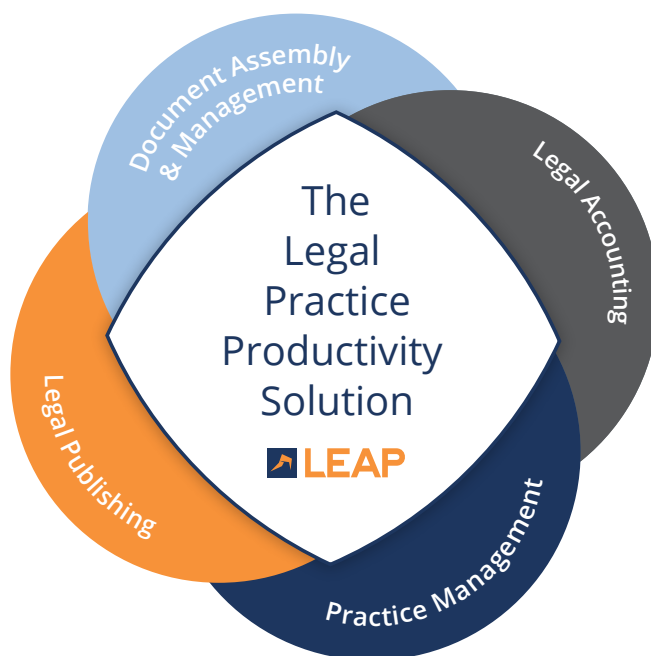 Document Assembly
& Management
Legal Accounting
The
Legal
Practice
Productivity
Solution
LEAP
Legal Publishing
Practice Management